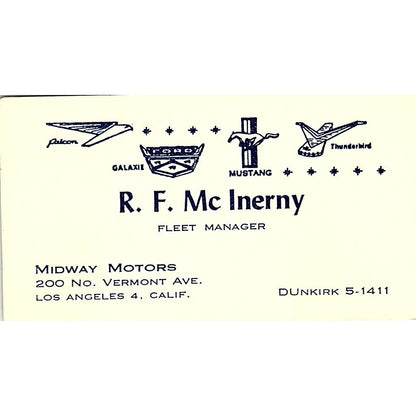 Falcon
GALAXIE
MUSTANG
Thunderbird
R. F. Mc Inerny
FLEET MANAGER
MIDWAY MOTORS
200 NO. VERMONT AVE.
LOS ANGELES 4, CALIF.
DUNKIRK 5-1411